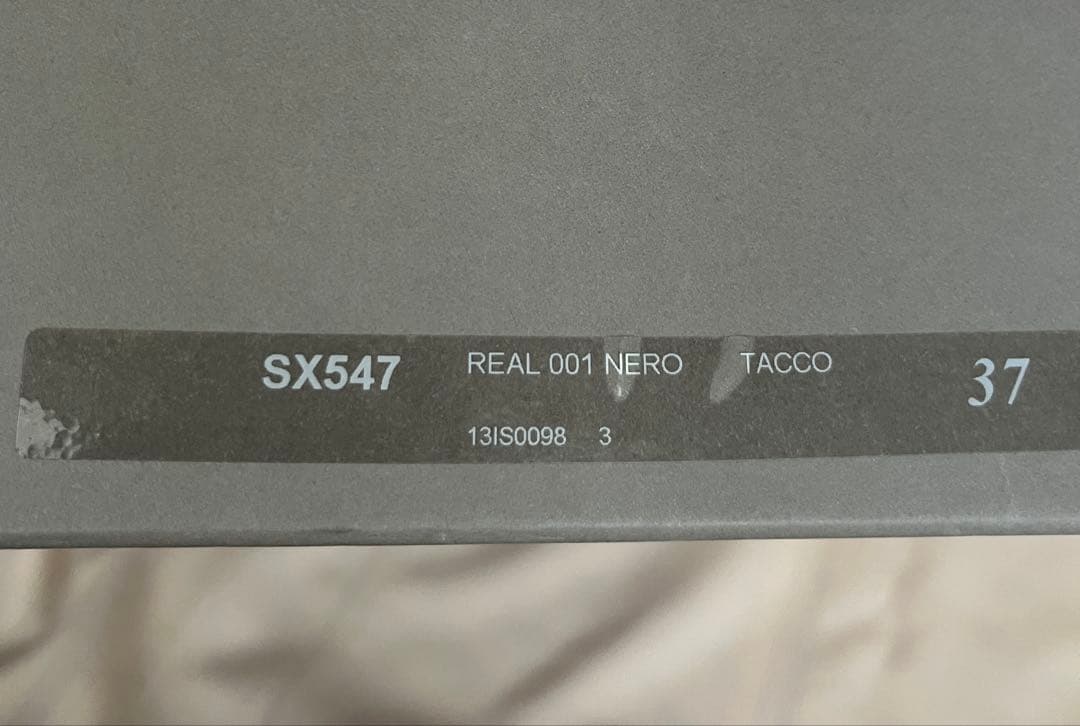 SX547 REAL 001 NERO TACCO 37
13IS0098 3